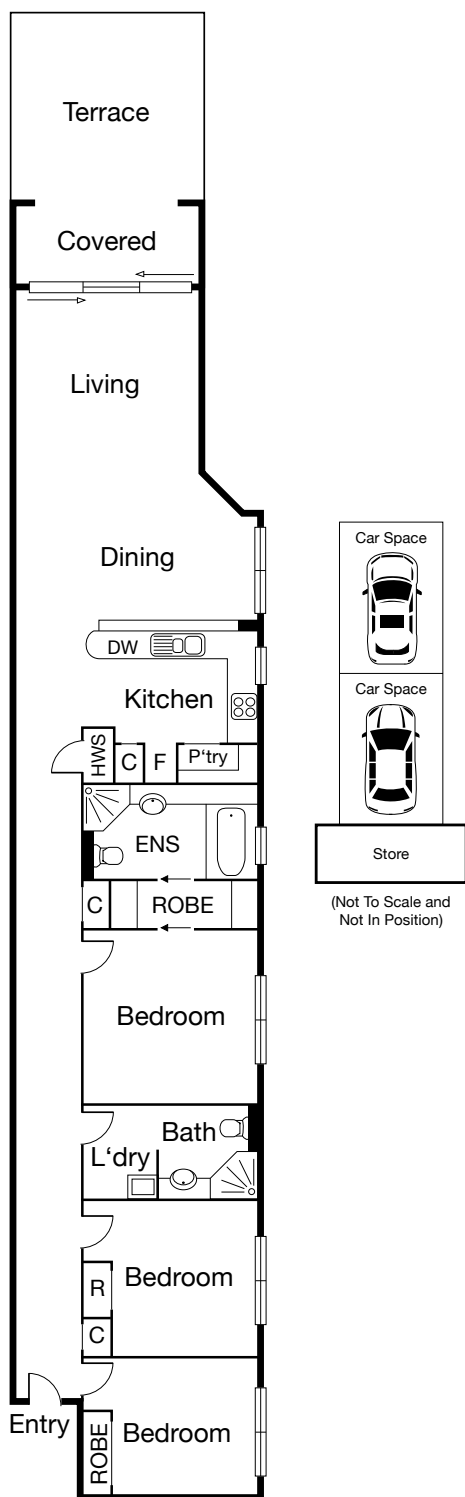 Terrace
Covered
Living
Dining
DW
Kitchen
HWS
C
F
P'try
ENS
C
ROBE
Bedroom
Bath
L'dry
Bedroom
R
C
Entry
Bedroom
ROBE
Car Space
Car Space
Store
(Not To Scale and
Not In Position)